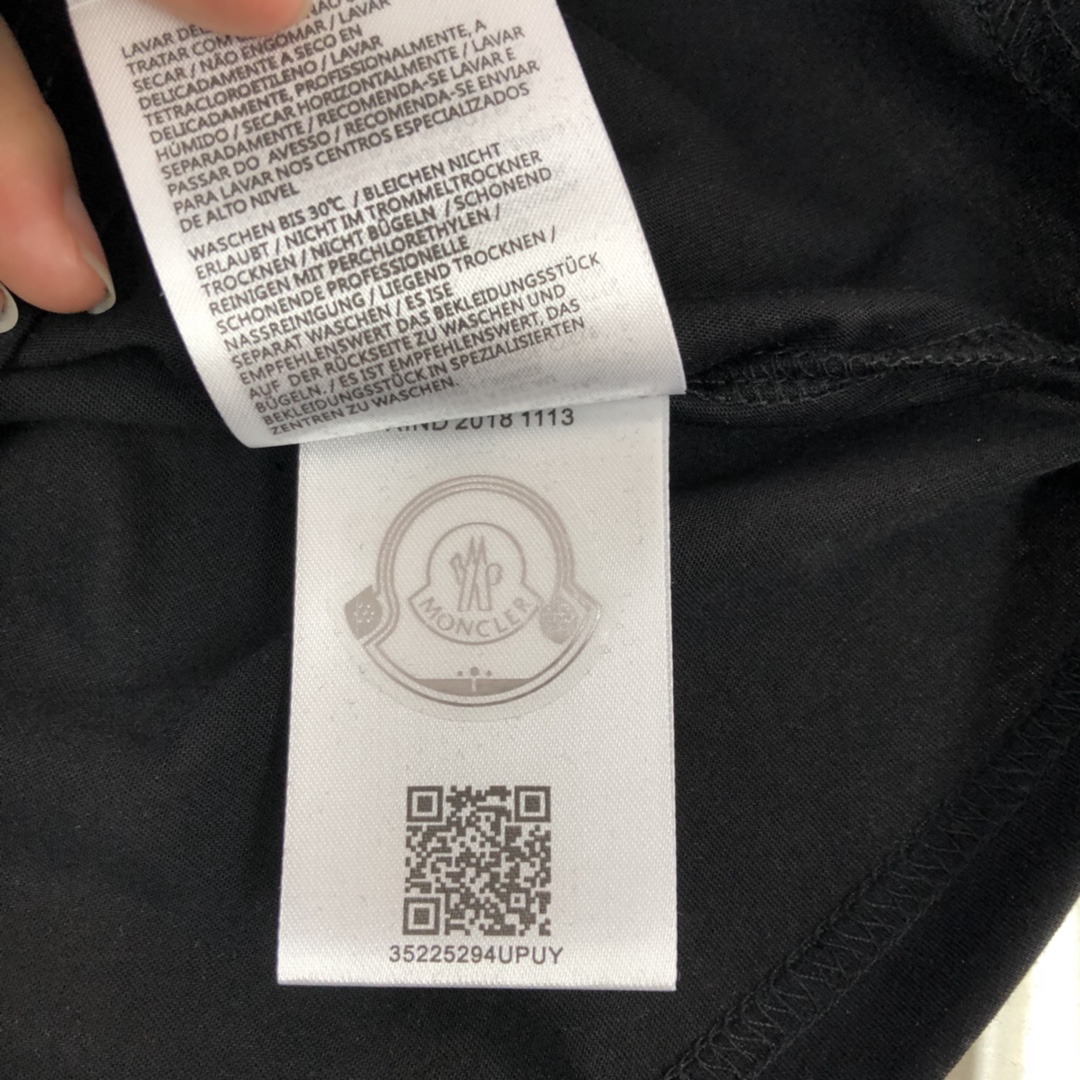 LAVAR
TRATAR COM
SECAR / NÃO ENGOMAR / LAVAR
DELICADAMENTE A SECO EN
TETRACLOROETILENO / LAVAR
DELICADAMENTE, PROFISSIONALMENTE, A
HÚMIDO / SECAR HORIZONTALMENTE / LAVAR
SEPARADAMENTE / RECOMENDA-SE LAVAR E
PASSAR DO AVESSO / RECOMENDA-SE ENVIAR
PARA LAVAR NOS CENTROS ESPECIALIZADOS
DE ALTO NIVEL
WASCHEN BIS 30℃ / BLEICHEN NICHT
ERLAUBT / NICHT IM TROMMELTROCKNER
TROCKNEN / NICHT BÜGELN / SCHONEND
REINIGEN MIT PERCHLORETHYLEN /
SCHONENDE PROFESSIONELLE
NASSREINIGUNG / LIEGEND TROCKNEN /
SEPARAT WASCHEN / ES ISE
EMPFEHLENSWERT DAS BEKLEIDUNGSSTÜCK
AUF DER RÜCKSEITE ZU WASCHEN UND
BÜGELN. / ES IST EMPFEHLENSWERT, DAS
BEKLEIDUNGSSTÜCK IN SPEZIALISIERTEN
ZENTREN ZU WASCHEN.
2018 1113
MONCLER
35225294UPUY